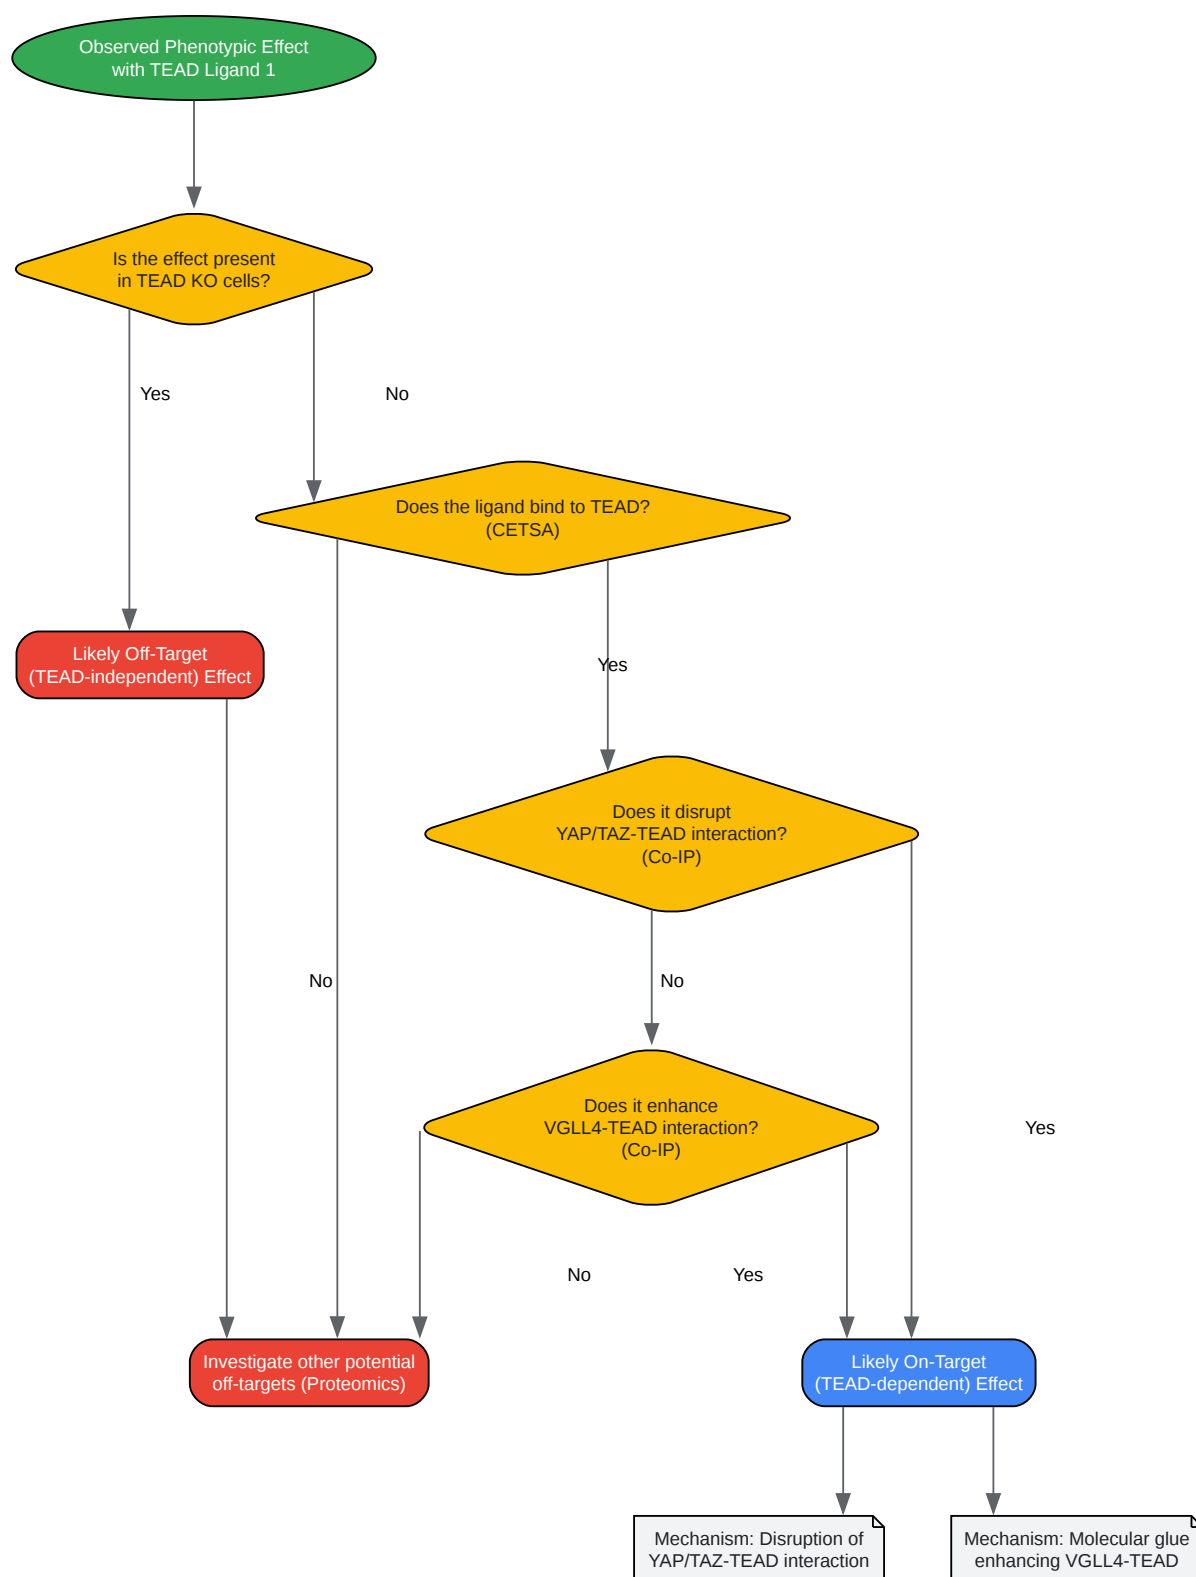 Observed Phenotypic Effect
with TEAD Ligand 1
Is the effect present
in TEAD KO cells?
Yes
No
Does the ligand bind to TEAD?
(CETSA)
Likely Off-Target
(TEAD-independent) Effect
Yes
Does it disrupt
YAP/TAZ-TEAD interaction?
(Co-IP)
No
No
Does it enhance
VGLL4-TEAD interaction?
(Co-IP)
Yes
No
Yes
Investigate other potential
off-targets (Proteomics)
Likely On-Target
(TEAD-dependent) Effect
Mechanism: Disruption of
YAP/TAZ-TEAD interaction
Mechanism: Molecular glue
enhancing VGLL4-TEAD